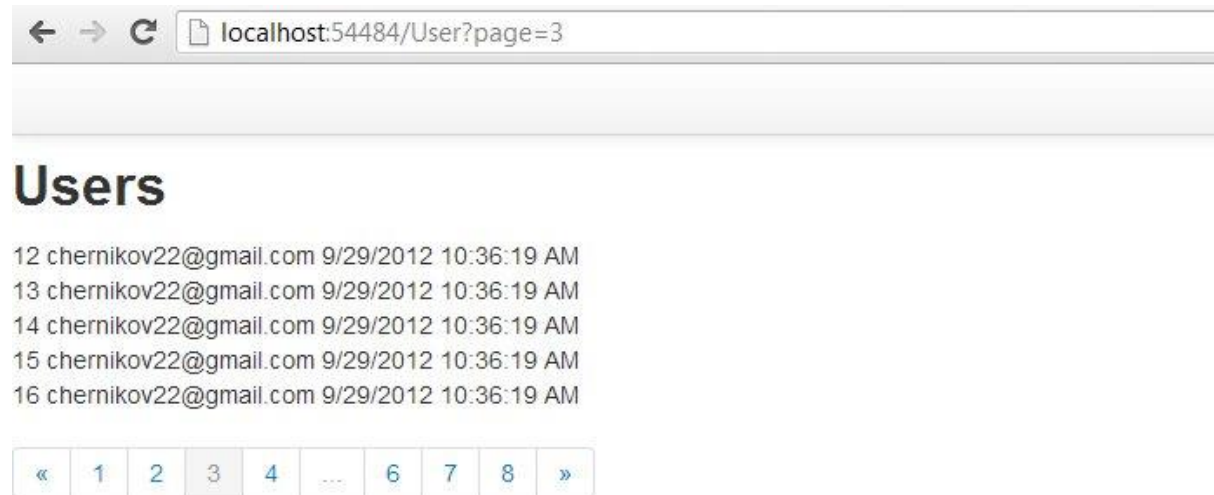 localhost:54484/User?page=3
Users
12 chernikov22@gmail.com 9/29/2012 10:36:19 AM
13 chernikov22@gmail.com 9/29/2012 10:36:19 AM
14 chernikov22@gmail.com 9/29/2012 10:36:19 AM
15 chernikov22@gmail.com 9/29/2012 10:36:19 AM
16 chernikov22@gmail.com 9/29/2012 10:36:19 AM
« 1 2 3 4 ... 6 7 8 »